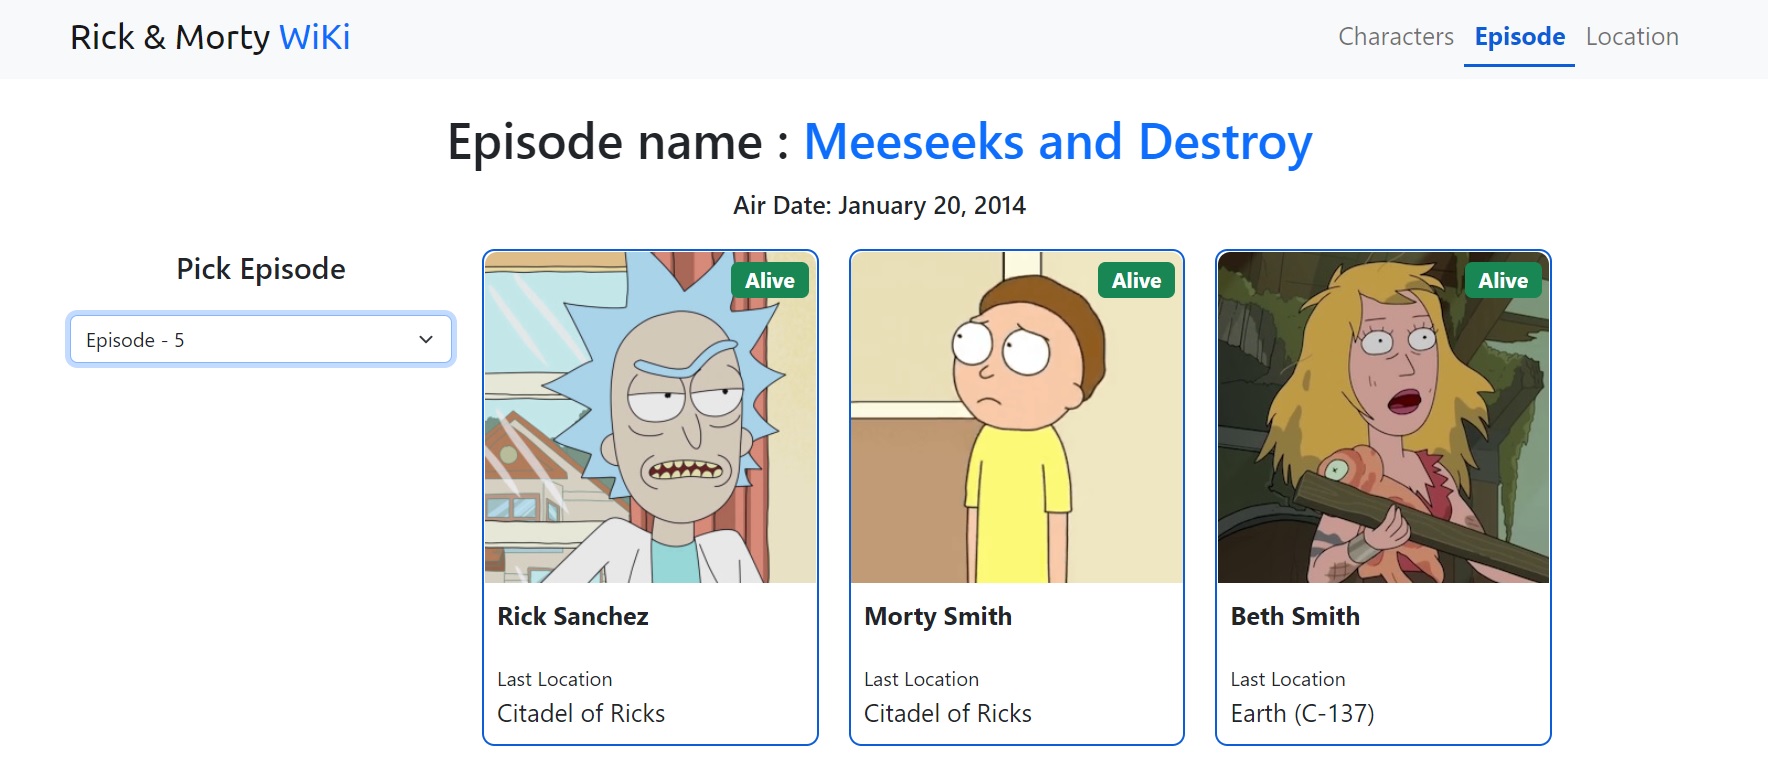 Rick & Morty WiKi
Characters Episode Location
Episode name : Meeseeks and Destroy
Air Date: January 20, 2014
Pick Episode
Episode - 5
Alive
Rick Sanchez
Last Location
Citadel of Ricks
Alive
Morty Smith
Last Location
Citadel of Ricks
Alive
Beth Smith
Last Location
Earth (C-137)